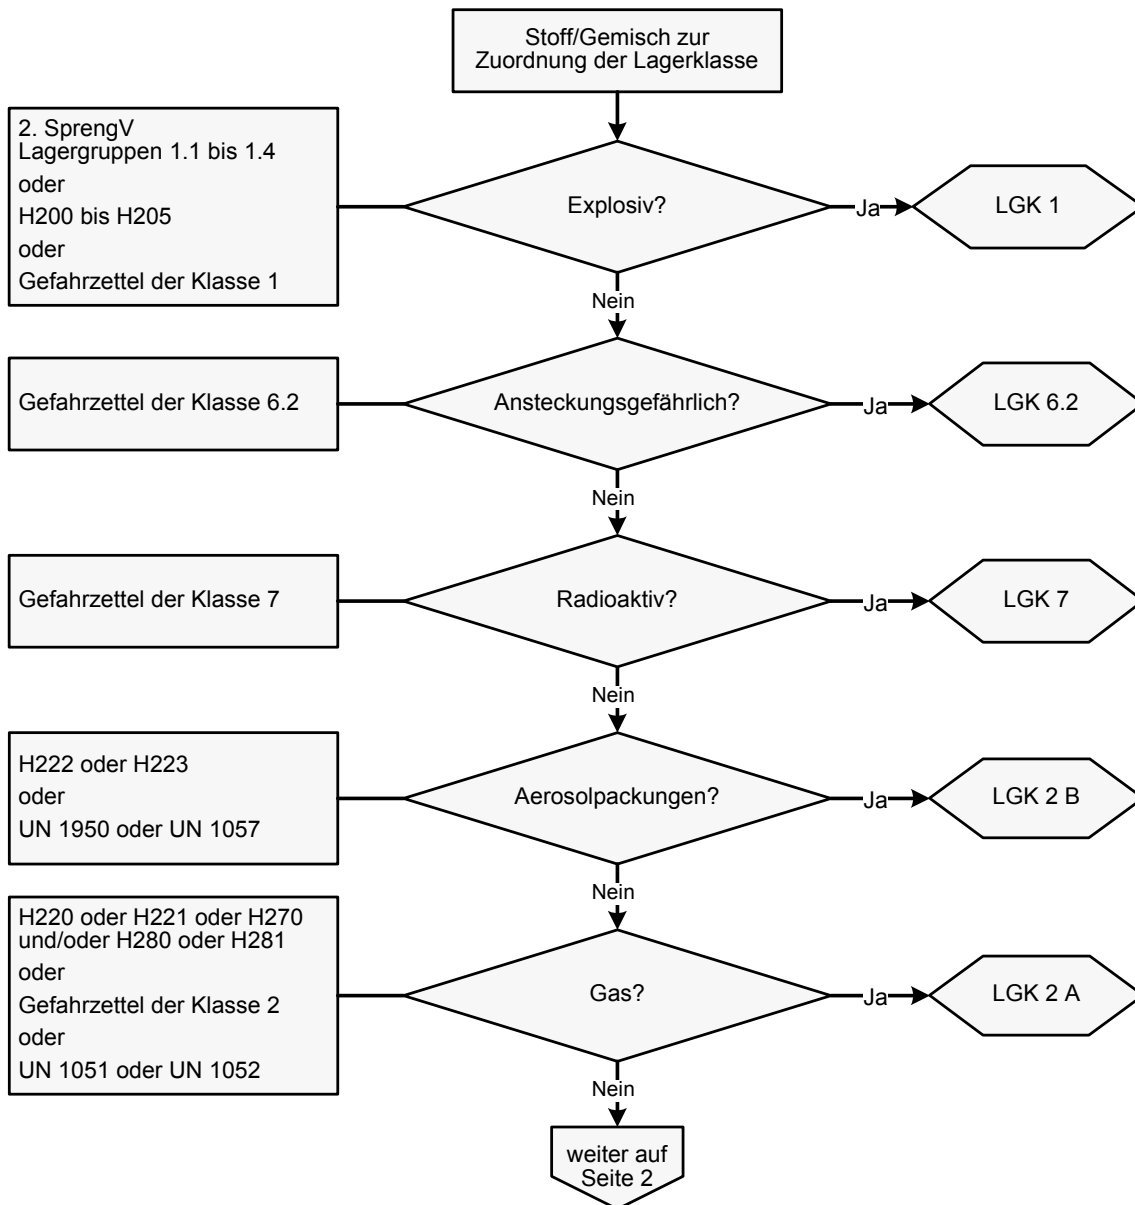 Stoff/Gemisch zur
Zuordnung der Lagerklasse
2. SprengV
Lagergruppen 1.1 bis 1.4
oder
H200 bis H205
oder
Gefahrzettel der Klasse 1
Explosiv?
Ja
LGK 1
Nein
Gefahrzettel der Klasse 6.2
Ansteckungsgefährlich?
Ja
LGK 6.2
Nein
Gefahrzettel der Klasse 7
Radioaktiv?
Ja
LGK 7
Nein
H222 oder H223
oder
UN 1950 oder UN 1057
Aerosolpackungen?
Ja
LGK 2 B
Nein
H220 oder H221 oder H270
und/oder H280 oder H281
oder
Gefahrzettel der Klasse 2
oder
UN 1051 oder UN 1052
Gas?
Ja
LGK 2 A
Nein
weiter auf
Seite 2